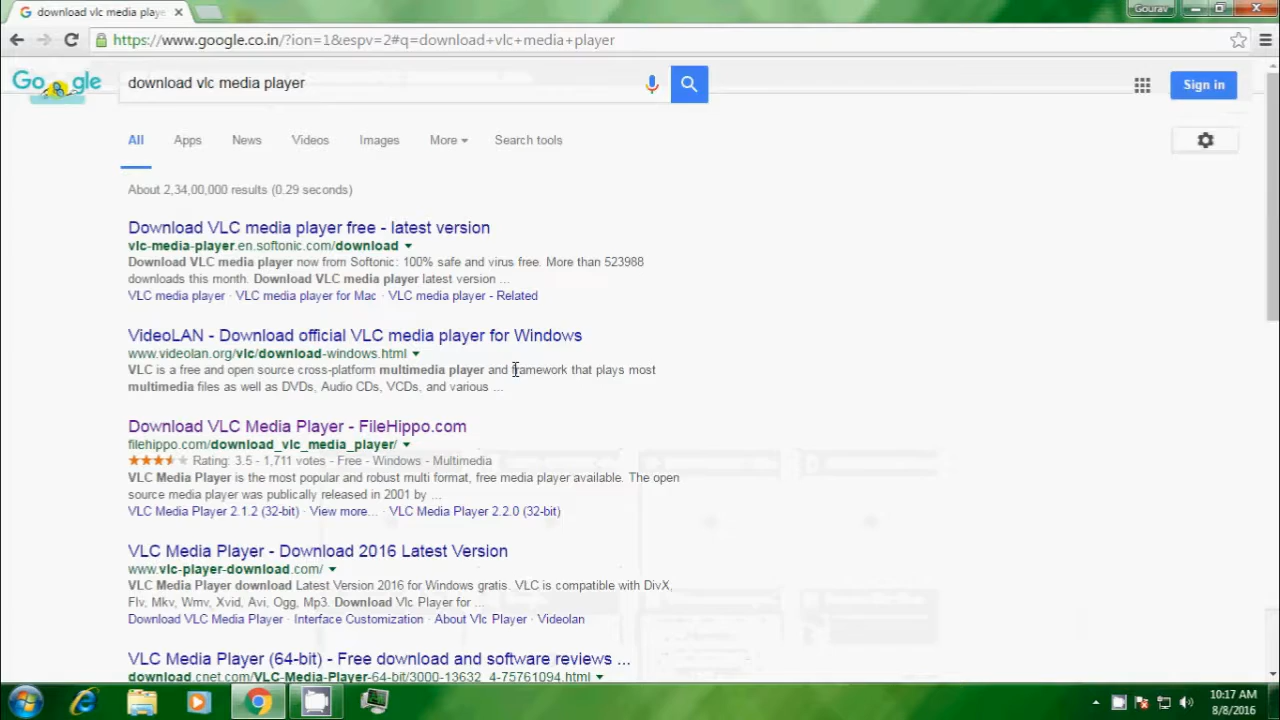 download vlc media playe
Gourav
https://www.google.co.in/?ion=1&espv=2#q=download+vlc+media+player
Google
download vlc media player
Sign in
All Apps News Videos Images More Search tools
About 2,34,00,000 results (0.29 seconds)
Download VLC media player free - latest version
vlc-media-player.en.softonic.com/download
Download VLC media player now from Softonic: 100% safe and virus free. More than 523988
downloads this month. Download VLC media player latest version ...
VLC media player · VLC media player for Mac · VLC media player - Related
VideoLAN - Download official VLC media player for Windows
www.videolan.org/vlc/download-windows.html
VLC is a free and open source cross-platform multimedia player and framework that plays most
multimedia files as well as DVDs, Audio CDs, VCDs, and various ...
Download VLC Media Player - FileHippo.com
filehippo.com/download_vlc_media_player/
Rating: 3.5 - 1,711 votes - Free - Windows - Multimedia
VLC Media Player is the most popular and robust multi format, free media player available. The open
source media player was publically released in 2001 by ...
VLC Media Player 2.1.2 (32-bit) · View more... · VLC Media Player 2.2.0 (32-bit)
VLC Media Player - Download 2016 Latest Version
www.vlc-player-download.com/
VLC Media Player download Latest Version 2016 for Windows gratis. VLC is compatible with DivX,
Flv, Mkv, Wmv, Xvid, Avi, Ogg, Mp3. Download Vlc Player for ...
Download VLC Media Player · Interface Customization · About Vlc Player · Videolan
VLC Media Player (64-bit) - Free download and software reviews ...
download.cnet.com/VLC-Media-Player-64-bit/3000-13632_4-75761094.html
10:17 AM
8/8/2016